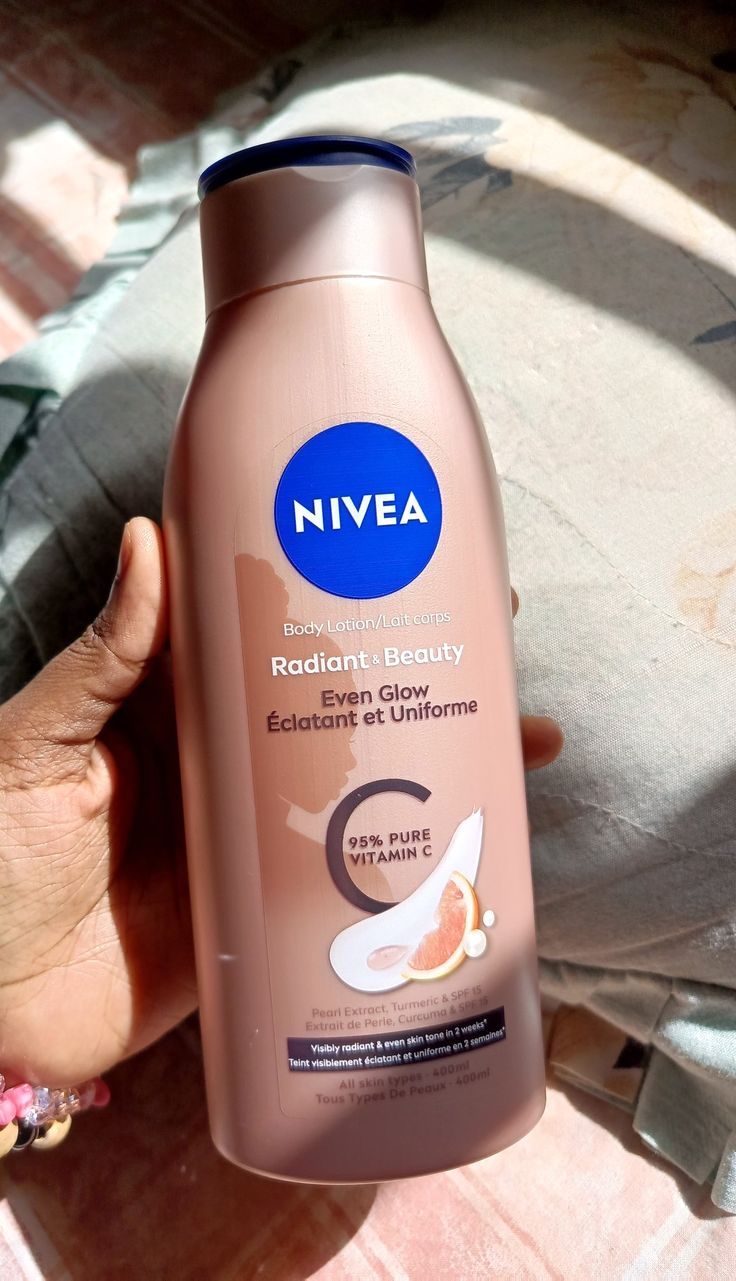 NIVEA
Body Lotion/Lait corps
Radiant & Beauty
Even Glow
Éclatant et Uniforme
C
95% PURE
VITAMIN C
Pearl Extract, Turmeric & SPF 15
Extrait de Perle, Curcuma & SPF 15
Visibly radiant & even skin tone in 2 weeks*
Teint visiblement éclatant et uniforme en 2 semaines*
All skin types - 400ml
Tous Types De Peaux - 400ml